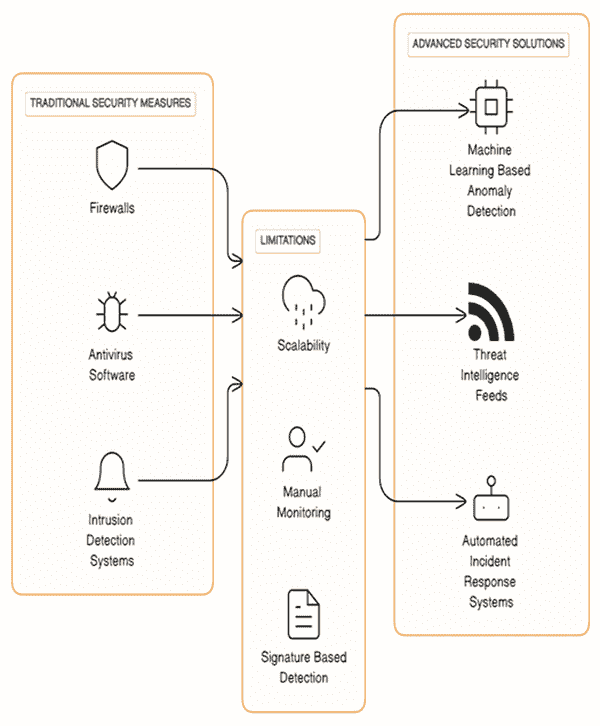 TRADITIONAL SECURITY MEASURES
Firewalls
Antivirus
Software
Intrusion
Detection
Systems
LIMITATIONS
Scalability
Manual
Monitoring
Signature Based
Detection
ADVANCED SECURITY SOLUTIONS
Machine
Learning Based
Anomaly
Detection
Threat
Intelligence
Feeds
Automated
Incident
Response
Systems